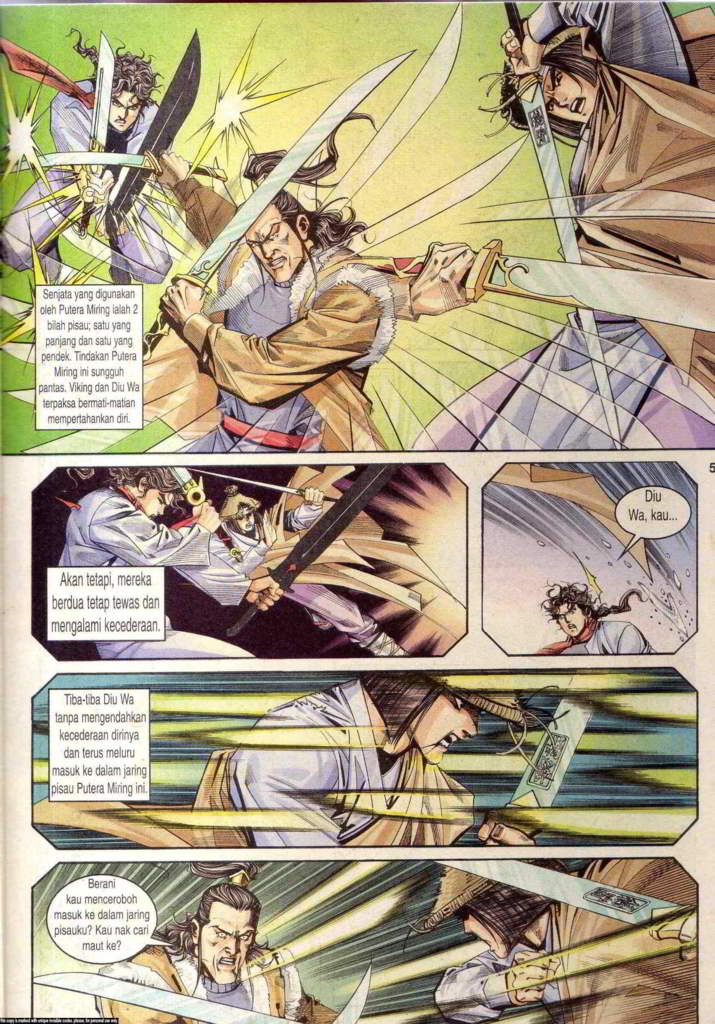 Senjata yang digunakan
oleh Putera Miring ialah 2
bilah pisau; satu yang
panjang dan satu yang
pendek. Tindakan Putera
Miring ini sungguh
pantas. Viking dan Diu Wa
terpaksa bermati-matian
mempertahankan diri.
5
Akan tetapi, mereka
berdua tetap tewas dan
mengalami kecederaan.
Diu
Wa, kau...
Tiba-tiba Diu Wa
tanpa mengendahkan
kecederaan dirinya
dan terus meluru
masuk ke dalam jaring
pisau Putera Miring ini.
Berani
kau menceroboh
masuk ke dalam jaring
pisauku? Kau nak cari
maut ke?